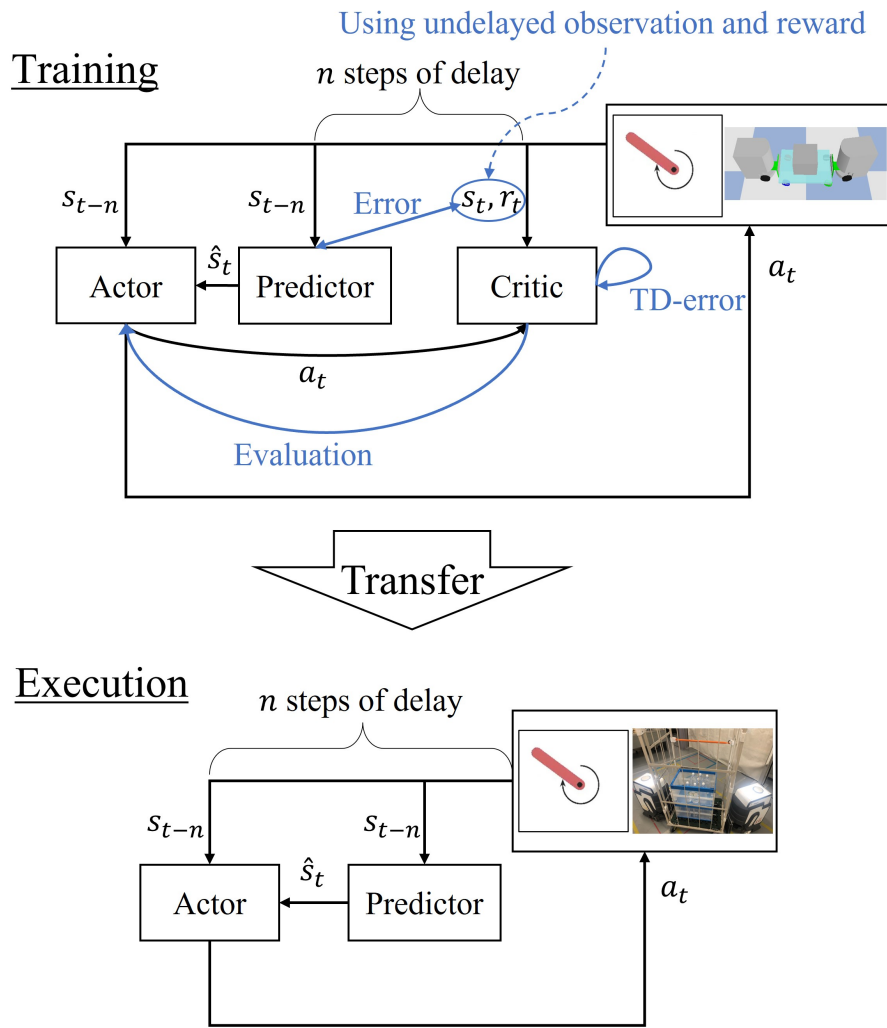 Using undelayed observation and reward
Training
n steps of delay
s_{t-n}
s_{t-n}
Error
s_t, r_t
ŝ_t
a_t
Actor
Predictor
Critic
TD-error
a_t
Evaluation
Transfer
Execution
n steps of delay
s_{t-n}
s_{t-n}
ŝ_t
a_t
Actor
Predictor